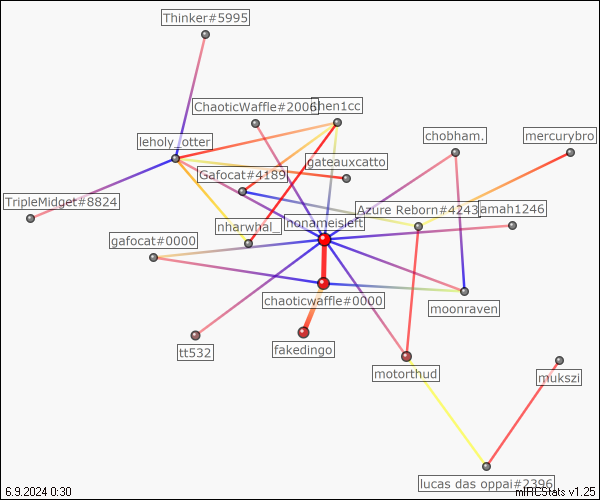 Thinker#5995
ChaoticWaffle#2006
hen1cc
leholy_otter
chobham.
mercurybro
gateauxcatto
Gafocat#4189
TripleMidget#8824
Azure Reborn#4243
amah1246
nonameisleft
nharwhal_
gafocat#0000
chaoticwaffle#0000
moonraven
fakedingo
tt532
motorthud
mukszi
lucas das oppai#2396
6.9.2024 0:30
mIRCStats v1.25